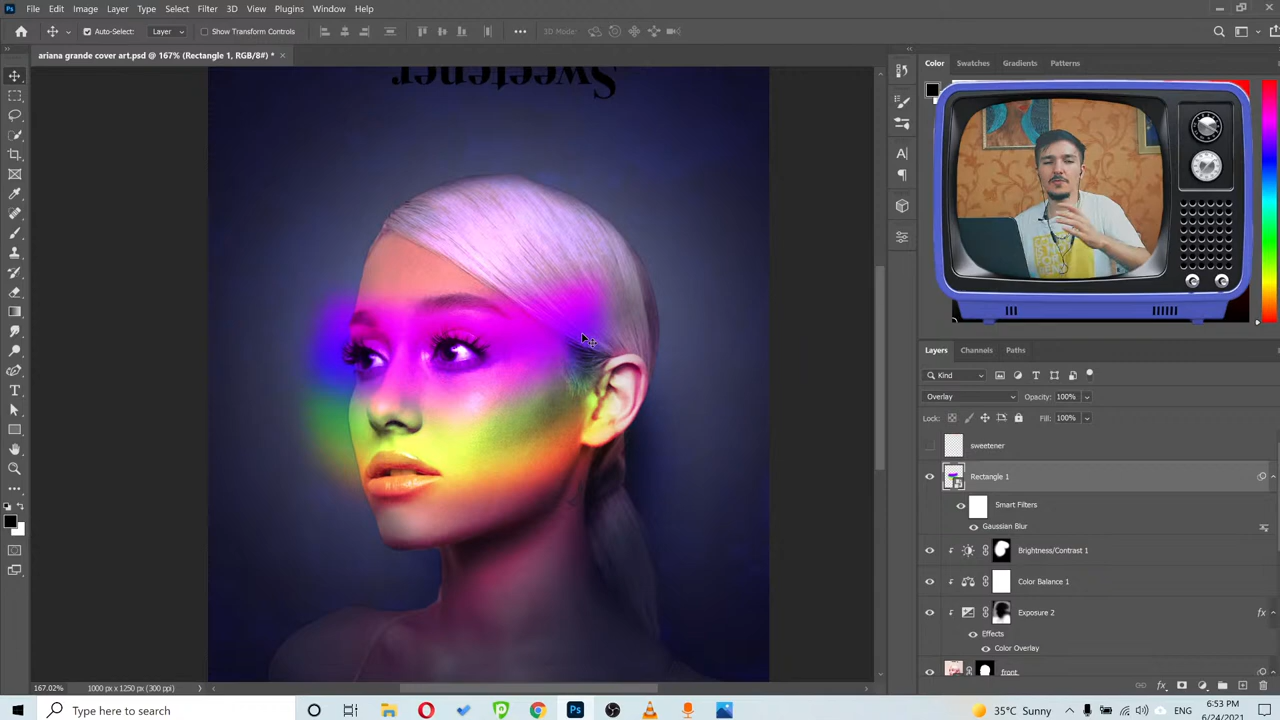 Ps File Edit Image Layer Type Select Filter 3D View Plugins Window Help
Auto-Select: Layer Show Transform Controls 3D Mode:
ariana grande cover art.psd @ 167% (Rectangle 1, RGB/8#) *
Sweetener
Color Swatches Gradients Patterns
Layers Channels Paths
Kind
Overlay Opacity: 100%
Lock: Fill: 100%
sweetener
Rectangle 1
Smart Filters
Gaussian Blur
Brightness/Contrast 1
Color Balance 1
Exposure 2 fx
Effects
Color Overlay
front
167.02% 1000 px x 1250 px (300 ppi)
Type here to search
Ps
35°C Sunny
ENG
6:53 PM
6/24/2021